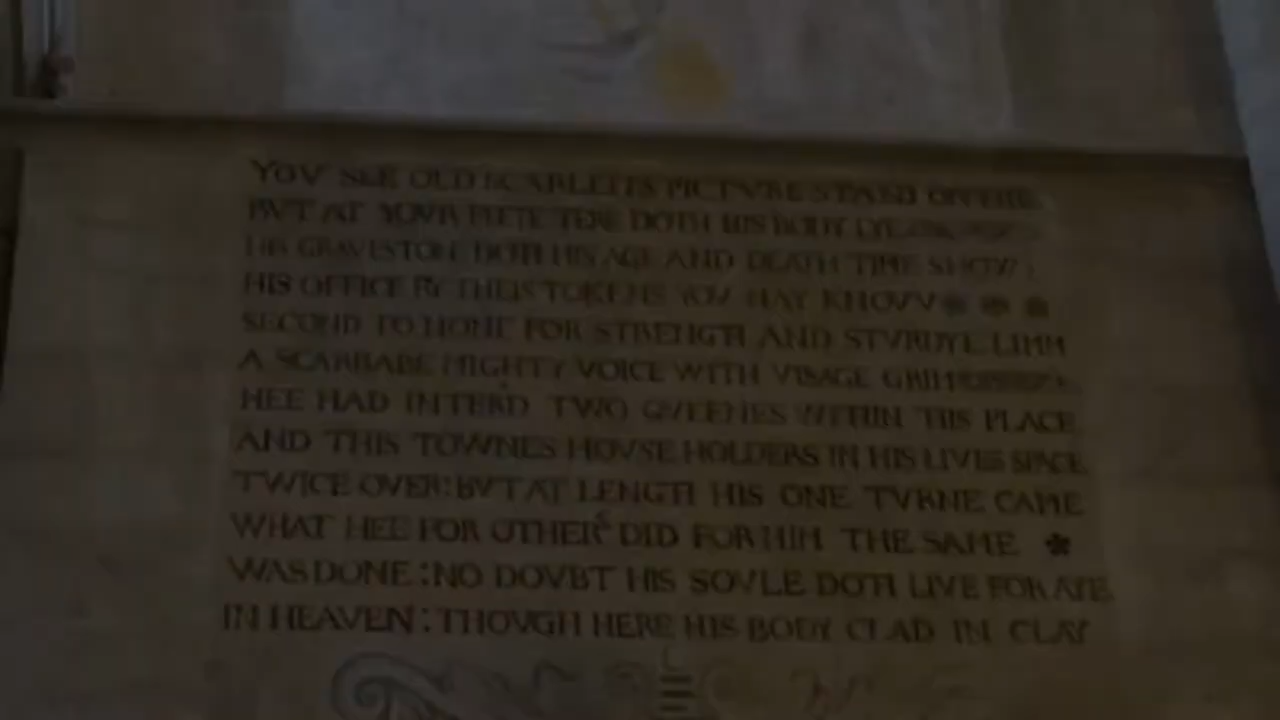 YOV SEE OLD SCARLEITS PICTVRE STAND ON HIE
BVT AT YOVR FEETE THERE DOTH HIS BODY LYE
HIS GRAVESTONE DOTH HIS AGE AND DEATH TIME SHOW
HIS OFFICE BY THEIS TOKENS YOV MAY KNOVV
SECOND TO NONE FOR STRENGTH AND STVRDYE LIMM
A SCARBABE MIGHTY VOICE WITH VISAGE GRIM
HEE HAD INTERD TWO QVEENES WITHIN THIS PLACE
AND THIS TOWNES HOVSE HOLDERS IN HIS LIVES SPACE
TWICE OVER: BVT AT LENGTH HIS ONE TVRNE CAME
WHAT HEE FOR OTHERS DID FOR HIM THE SAME
WAS DONE: NO DOVBT HIS SOVLE DOTH LIVE FOR AYE
IN HEAVEN: THOVGH HERE HIS BODY CLAD IN CLAY